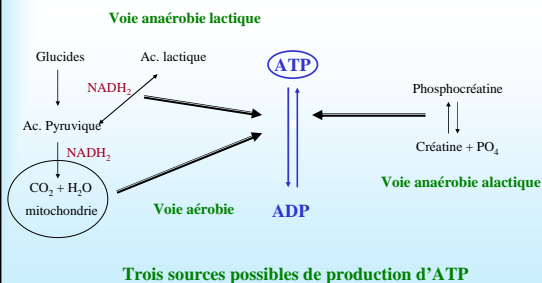 Voie anaérobie lactique
Glucides
Ac. lactique
NADH₂
ATP
Phosphocréatine
Ac. Pyruvique
Créatine + PO₄
NADH₂
CO₂ + H₂O
mitochondrie
Voie aérobie
ADP
Voie anaérobie alactique
Trois sources possibles de production d’ATP